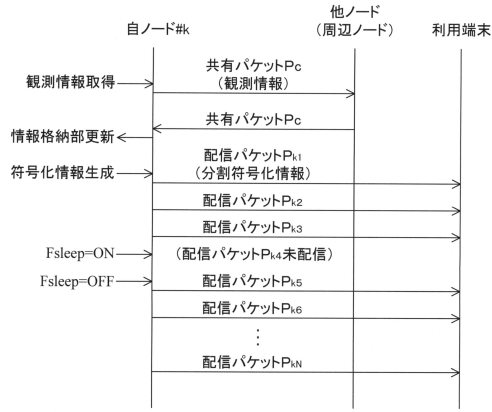 自ノード#k
他ノード
(周辺ノード)
利用端末
観測情報取得
共有パケットPc
(観測情報)
共有パケットPc
情報格納部更新
配信パケットPk1
符号化情報生成
(分割符号化情報)
配信パケットPk2
配信パケットPk3
Fsleep=ON
(配信パケットPk4未配信)
Fsleep=OFF
配信パケットPk5
配信パケットPk6
⋮
配信パケットPkN